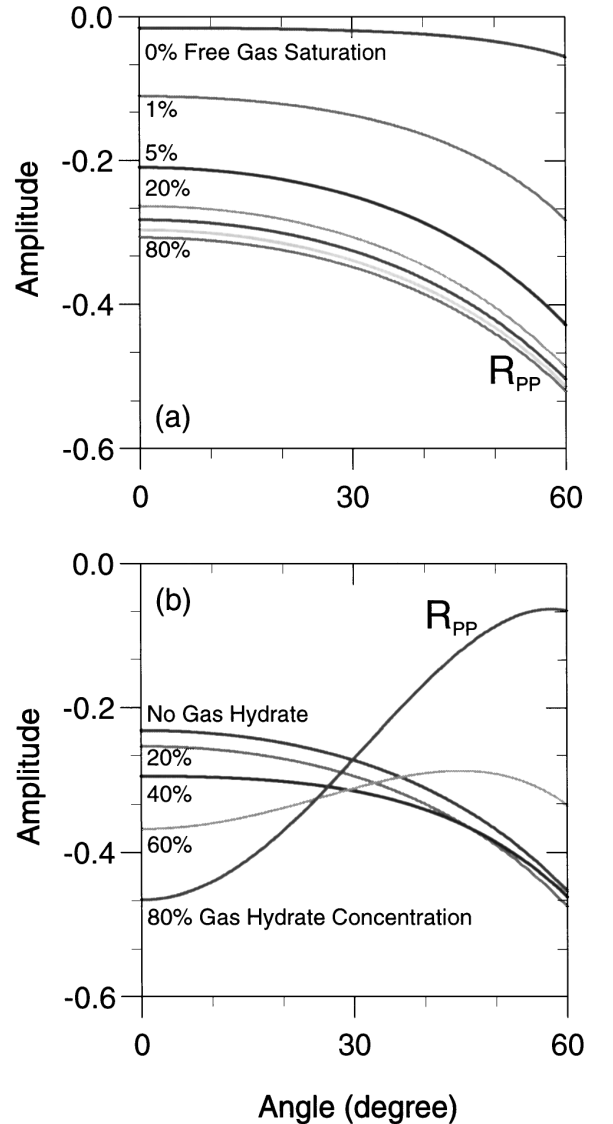 0.0
0% Free Gas Saturation
1%
Amplitude
-0.2
5%
20%
80%
-0.4
RPP
(a)
-0.6
0 30 60
0.0
(b)
RPP
Amplitude
-0.2
No Gas Hydrate
20%
40%
-0.4
60%
80% Gas Hydrate Concentration
-0.6
0 30 60
Angle (degree)